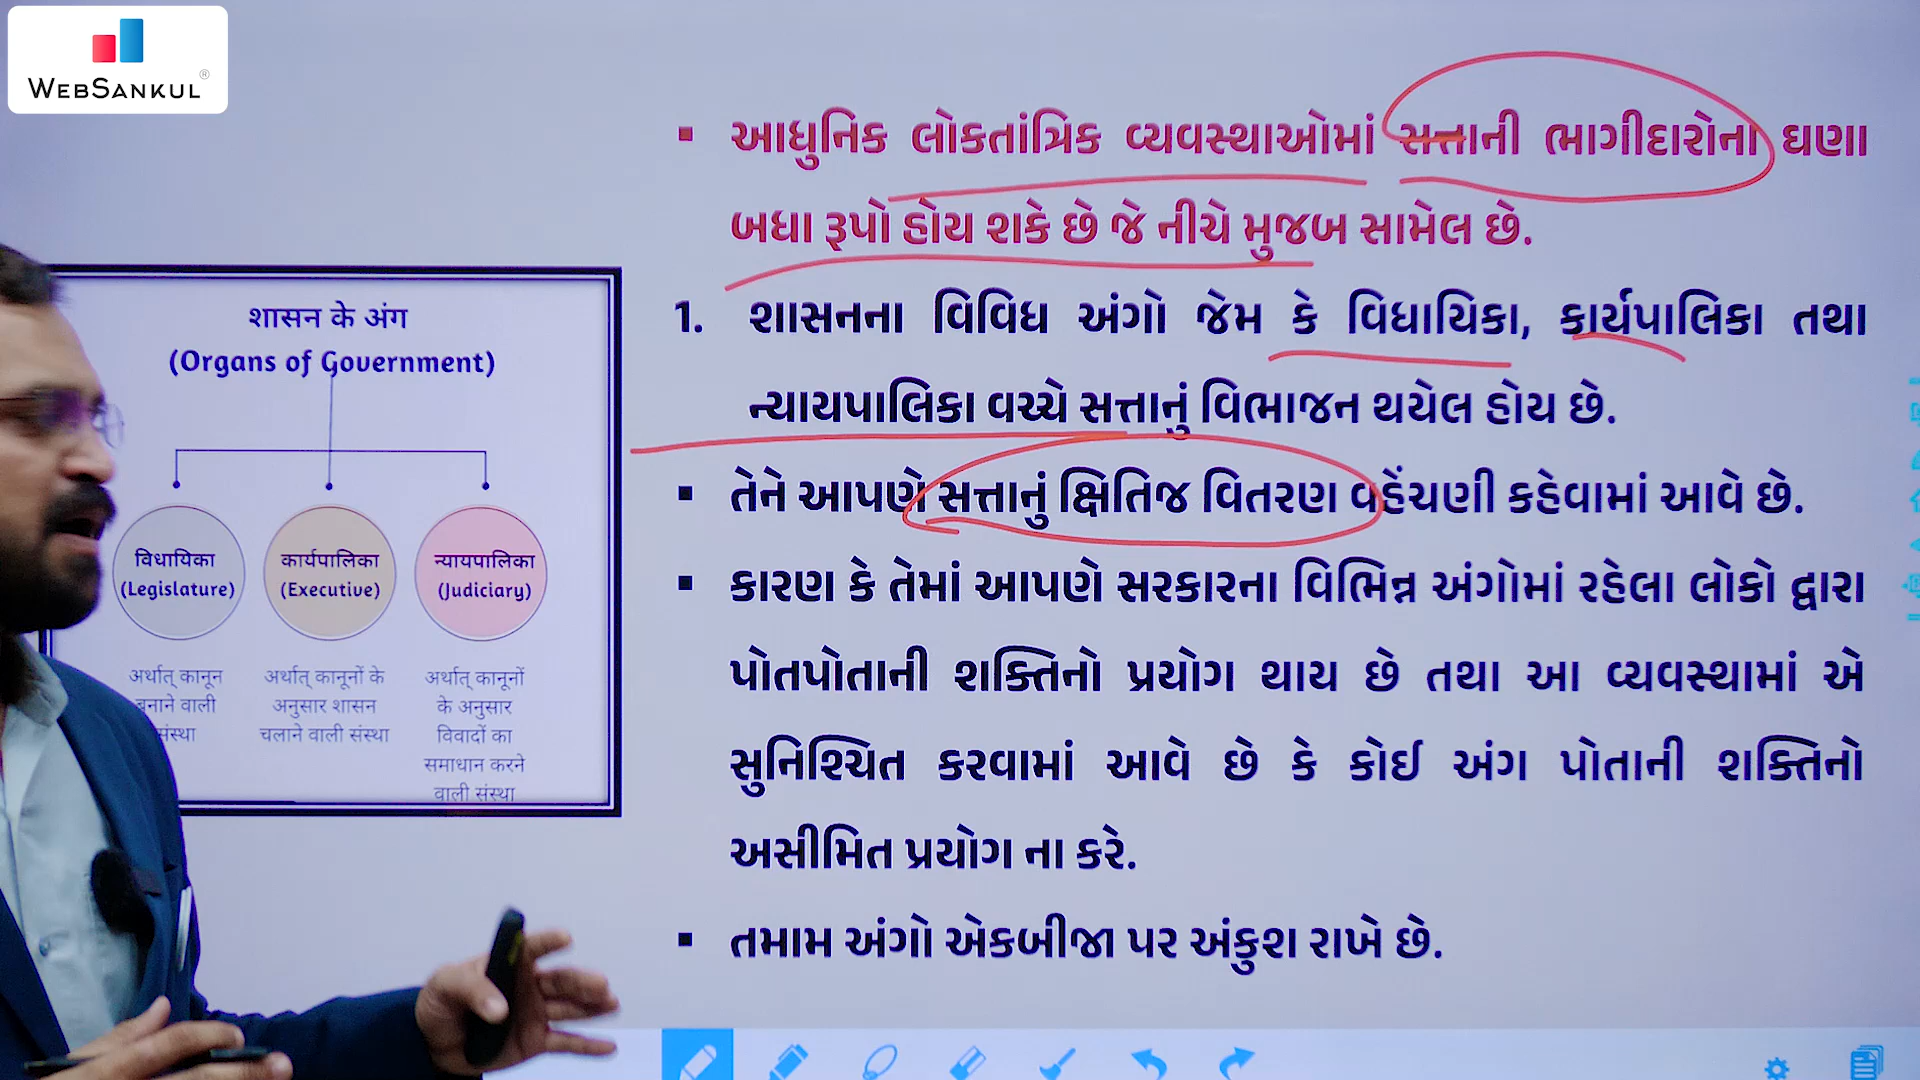 WEBSANKUL®
આધુનિક લોકતાંત્રિક વ્યવસ્થાઓમાં સત્તાની ભાગીદારોના ઘણા
બધા રૂપો હોય શકે છે જે નીચે મુજબ સામેલ છે.
1. શાસનના વિવિધ અંગો જેમ કે વિધાયિકા, કાર્યપાલિકા તથા
ન્યાયપાલિકા વચ્ચે સત્તાનું વિભાજન થયેલ હોય છે.
તેને આપણે સત્તાનું ક્ષિતિજ વિતરણ વહેંચણી કહેવામાં આવે છે.
કારણ કે તેમાં આપણે સરકારના વિભિન્ન અંગોમાં રહેલા લોકો દ્વારા
પોતપોતાની શક્તિનો પ્રયોગ થાય છે તથા આ વ્યવસ્થામાં એ
સુનિશ્ચિત કરવામાં આવે છે કે કોઈ અંગ પોતાની શક્તિનો
અસીમિત પ્રયોગ ના કરે.
તમામ અંગો એકબીજા પર અંકુશ રાખે છે.
शासन के अंग
(Organs of Government)
विधायिका
(Legislature)
अर्थात् कानून
बनाने वाली
संस्था
कार्यपालिका
(Executive)
अर्थात् कानूनों के
अनुसार शासन
चलाने वाली संस्था
न्यायपालिका
(Judiciary)
अर्थात् कानूनों
के अनुसार
विवादों का
समाधान करने
वाली संस्था